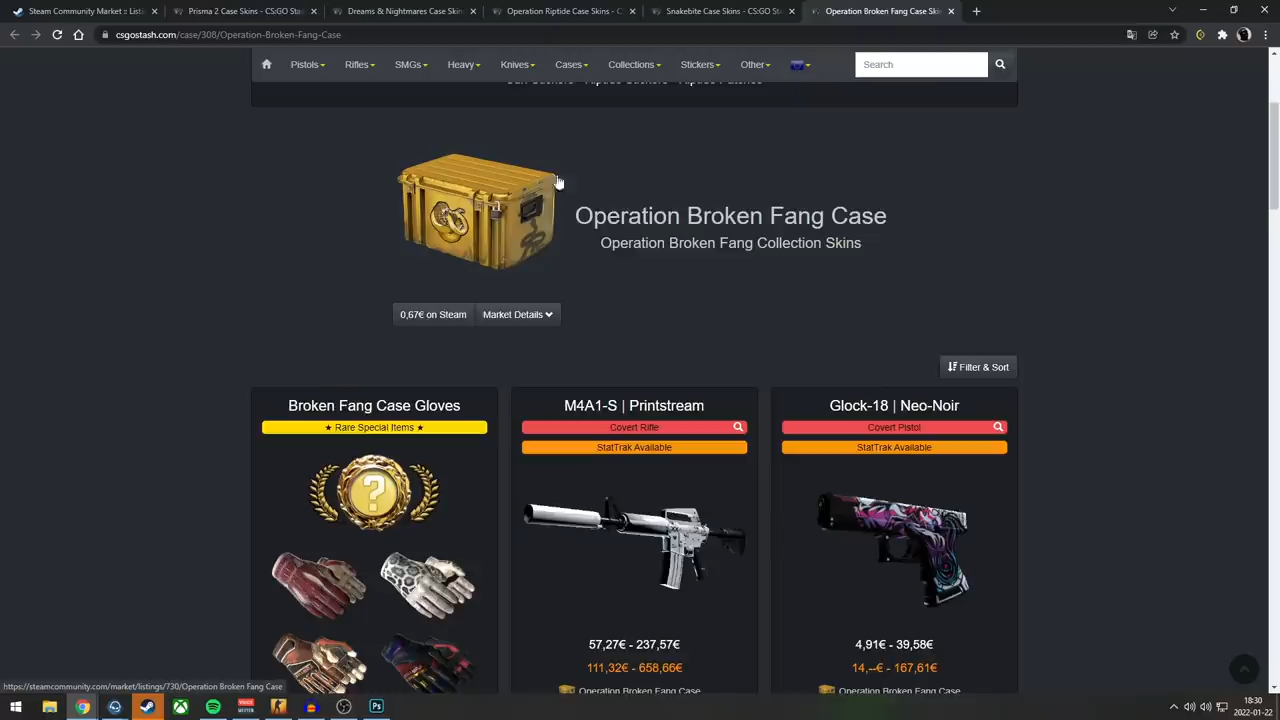 Steam Community Market :: Listi
Prisma 2 Case Skins - CS:GO Sta
Dreams & Nightmares Case Skin
Operation Riptide Case Skins - C
Snakebite Case Skins - CS:GO St
Operation Broken Fang Case Ski
csgostash.com/case/308/Operation-Broken-Fang-Case
Pistols Rifles SMGs Heavy Knives Cases Collections Stickers Other Search
Operation Broken Fang Case
Operation Broken Fang Collection Skins
0,67€ on Steam Market Details
Filter & Sort
Broken Fang Case Gloves
★ Rare Special Items ★
M4A1-S | Printstream
Covert Rifle
StatTrak Available
57,27€ - 237,57€
111,32€ - 658,66€
Operation Broken Fang Case
Glock-18 | Neo-Noir
Covert Pistol
StatTrak Available
4,91€ - 39,58€
14,--€ - 167,61€
Operation Broken Fang Case
https://steamcommunity.com/market/listings/730/Operation Broken Fang Case
18:30
2022-01-22